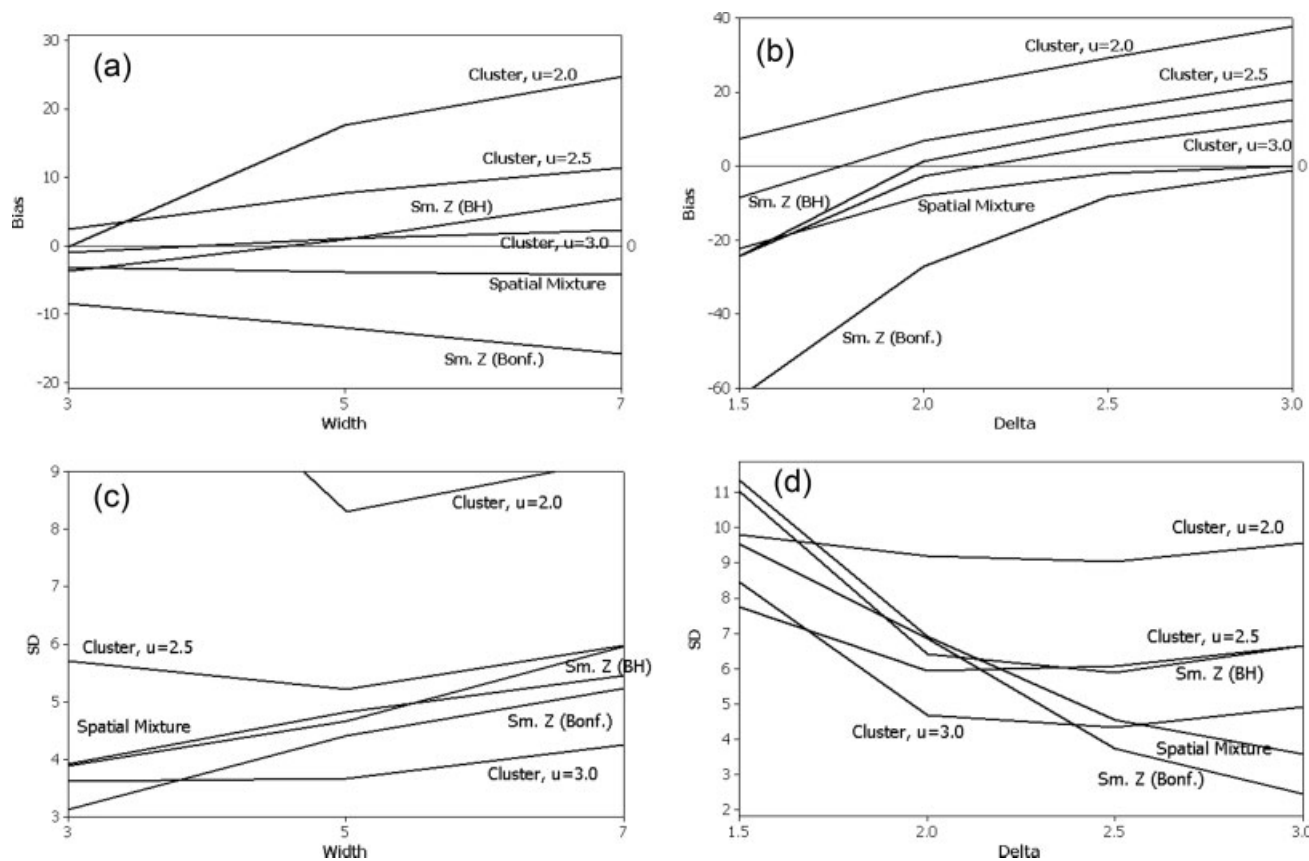 (a)
30
20
10
0
-10
-20
Bias
Cluster, u=2.0
Cluster, u=2.5
Sm. Z (BH)
0
Cluster, u=3.0
Spatial Mixture
Sm. Z (Bonf.)
3
5
7
Width
(b)
40
20
0
-20
-40
-60
Bias
Cluster, u=2.0
Cluster, u=2.5
Cluster, u=3.0
0
Sm. Z (BH)
Spatial Mixture
Sm. Z (Bonf.)
1.5
2.0
2.5
3.0
Delta
(c)
9
8
7
6
5
4
3
SD
Cluster, u=2.0
Cluster, u=2.5
Sm. Z (BH)
Spatial Mixture
Sm. Z (Bonf.)
Cluster, u=3.0
3
5
7
Width
(d)
11
10
9
8
7
6
5
4
3
2
SD
Cluster, u=2.0
Cluster, u=2.5
Sm. Z (BH)
Cluster, u=3.0
Spatial Mixture
Sm. Z (Bonf.)
1.5
2.0
2.5
3.0
Delta